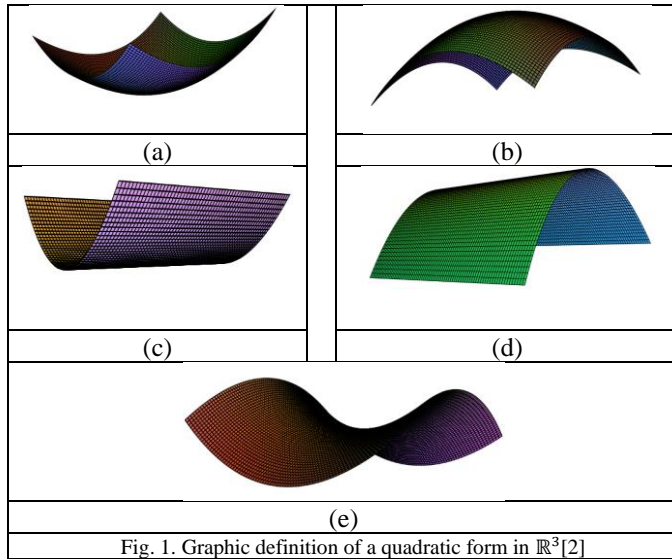 (a)
(b)
(c)
(d)
(e)
Fig. 1. Graphic definition of a quadratic form in ℝ³[2]